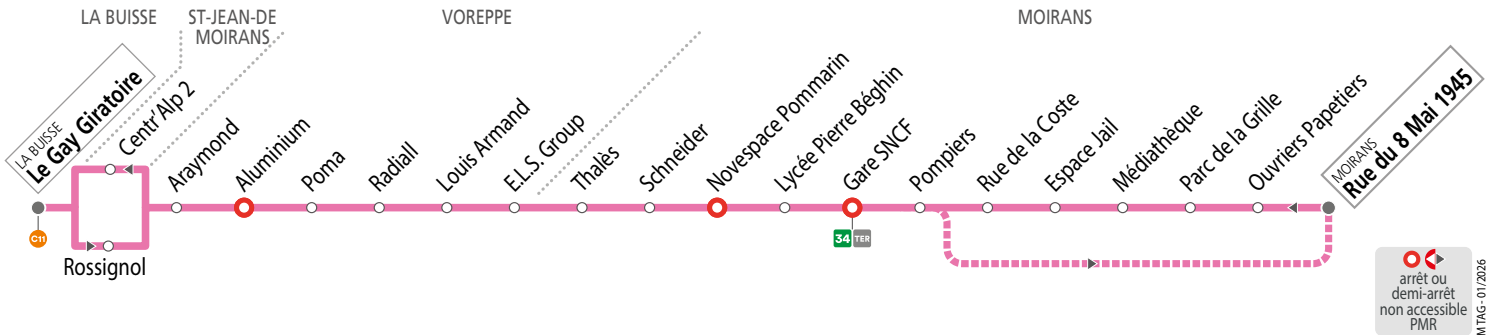 LA BUISSE
ST-JEAN-DE
MOIRANS
VOREPPE
MOIRANS
LA BUISSE
Le Gay Giratoire
Centr'Alp 2
Rossignol
Araymond
Aluminium
Poma
Radiall
Louis Armand
E.L.S. Group
Thalès
Schneider
Novespace Pommarin
Lycée Pierre Béghin
Gare SNCF
Pompiers
Rue de la Coste
Espace Jail
Médiathèque
Parc de la Grille
Ouvriers Papetiers
MOIRANS
Rue du 8 Mai 1945
C11
34 TER
arrêt ou
demi-arrêt
non accessible
PMR
M TAG - 01/2026